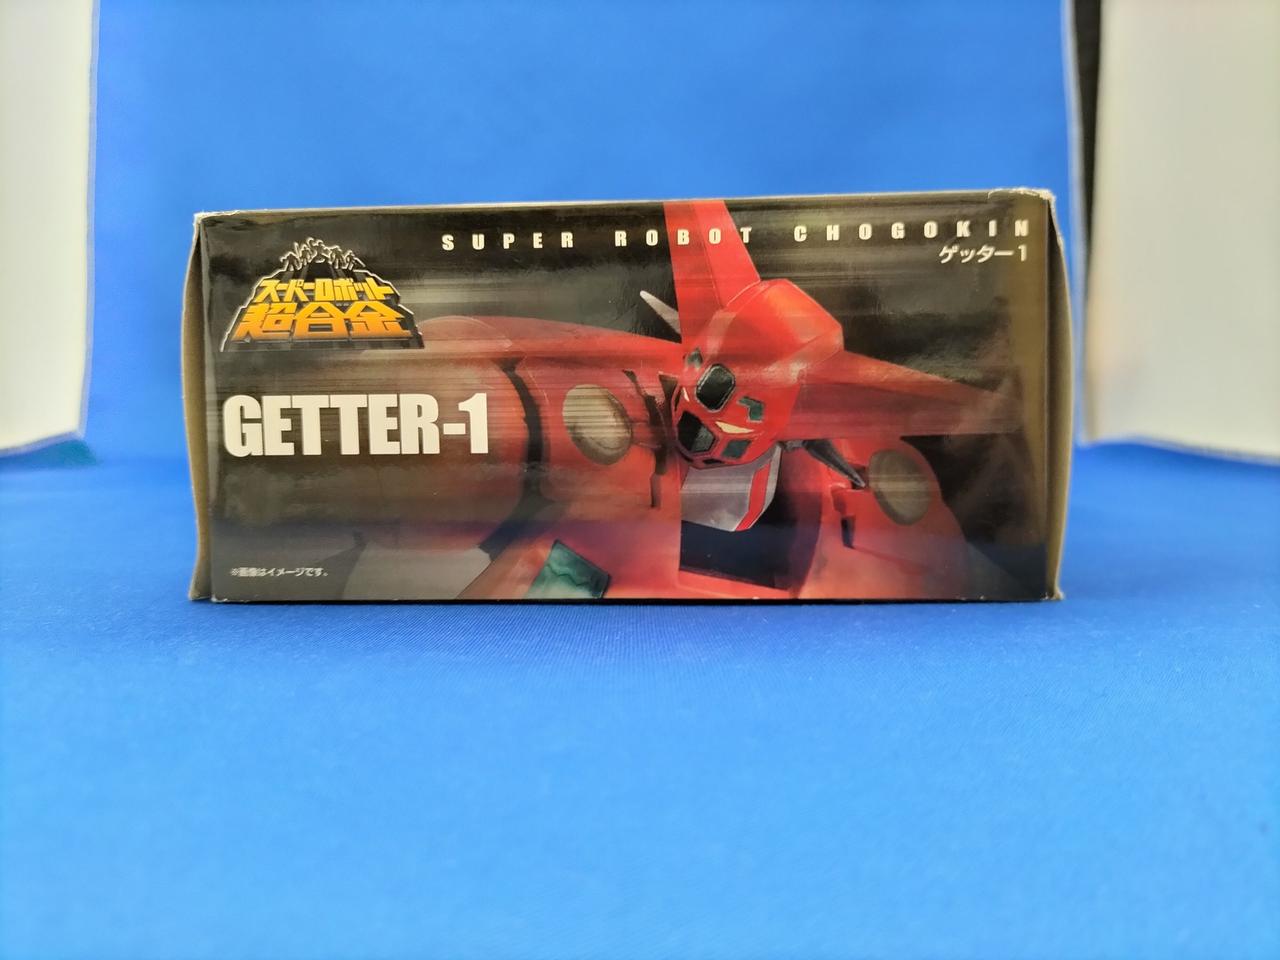 SUPER ROBOT CHOGOKIN
ゲッター1
スーパーロボット
超合金
GETTER-1
※画像はイメージです。